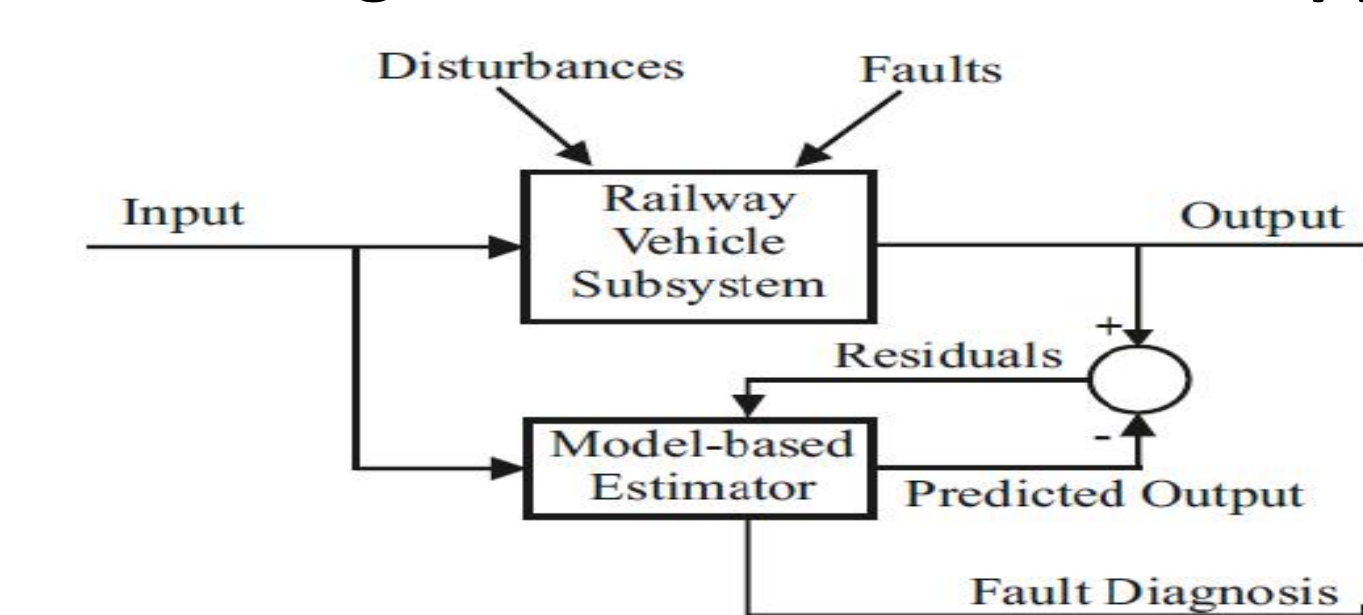 Disturbances
Faults
Input
Railway
Vehicle
Subsystem
Output
+
Residuals
-
Model-based
Estimator
Predicted Output
Fault Diagnosis